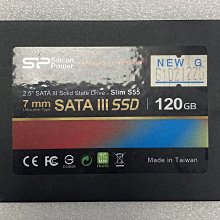 SP Silicon Power
NEW G
2.5" SATA III Solid State Drive - Slim S55
7 mm SATA III SSD 120GB
Made in Taiwan